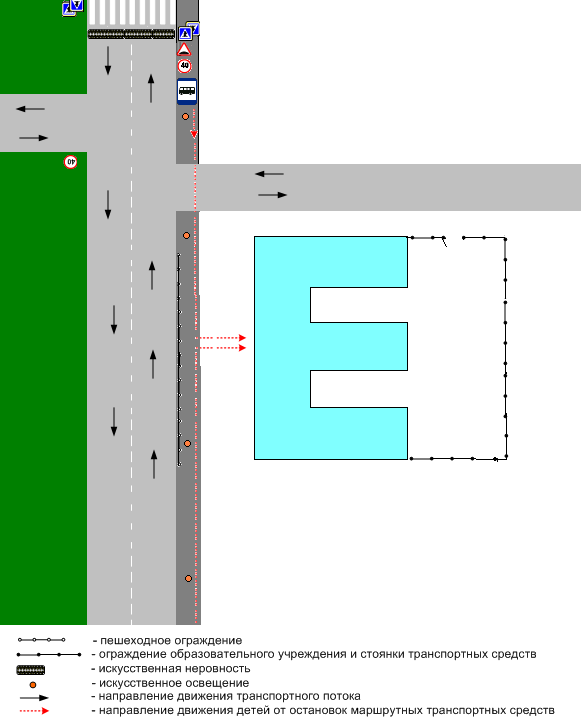 40
40
- пешеходное ограждение
- ограждение образовательного учреждения и стоянки транспортных средств
- искусственная неровность
- искусственное освещение
- направление движения транспортного потока
- направление движения детей от остановок маршрутных транспортных средств